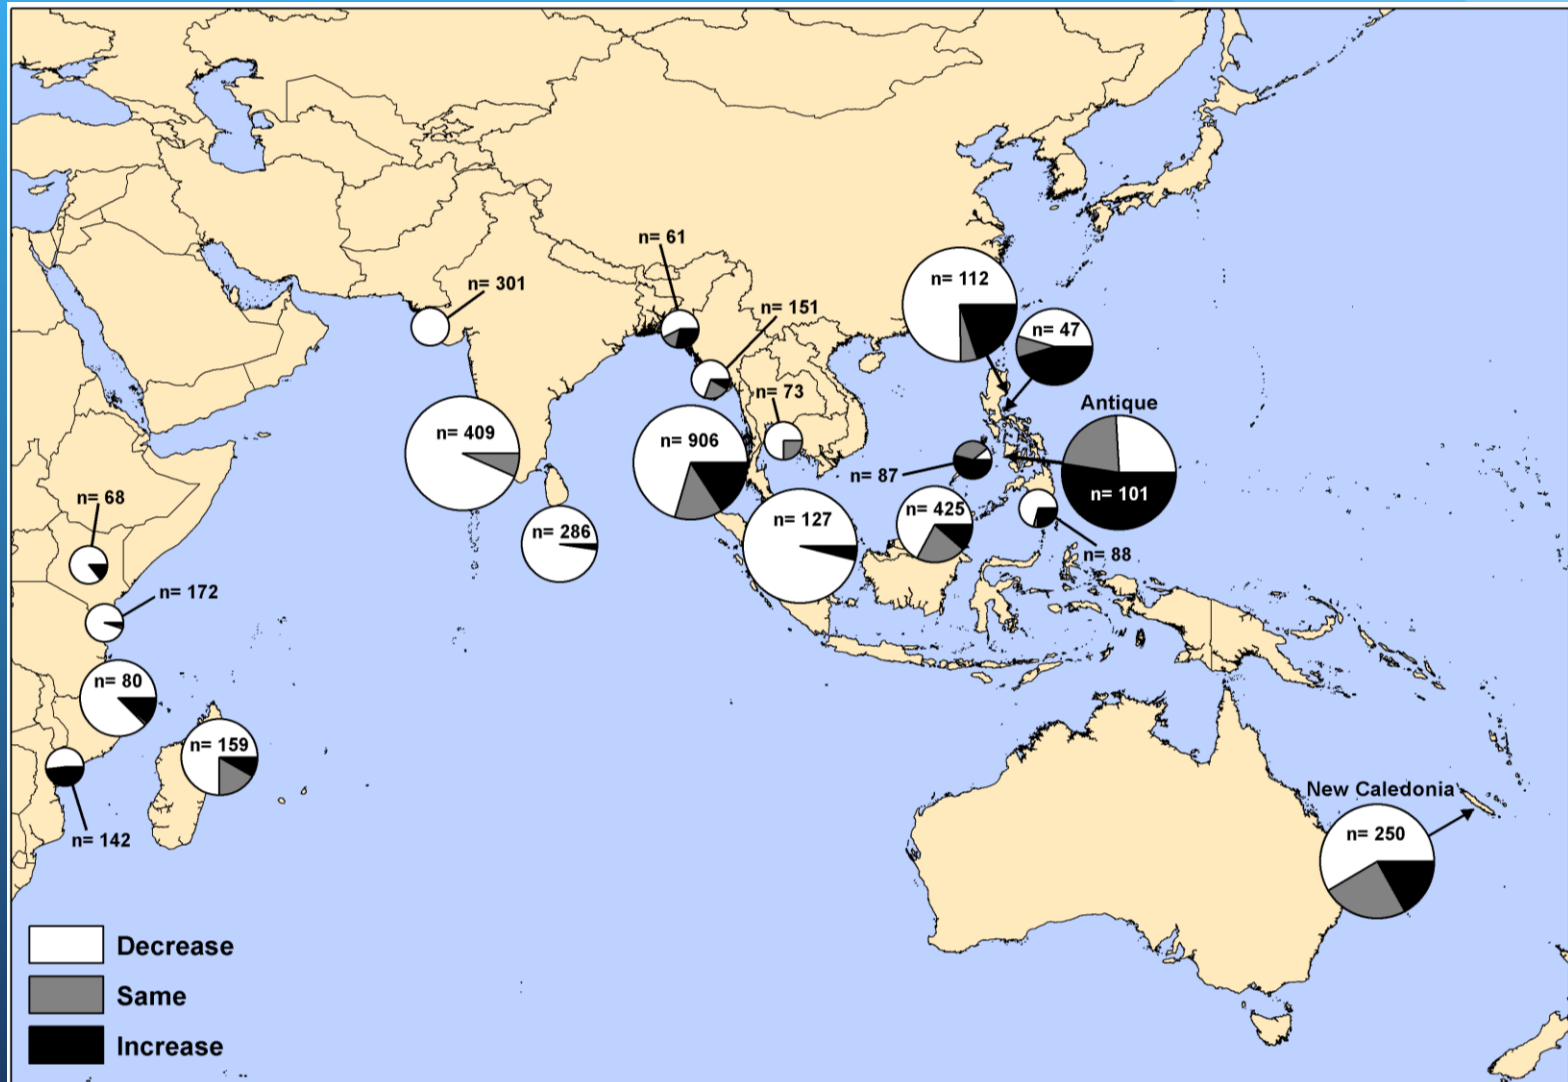 n= 61
n= 301
n= 112
n= 151
n= 47
n= 73
Antique
n= 409
n= 906
n= 87
n= 101
n= 68
n= 425
n= 127
n= 286
n= 88
n= 172
n= 80
n= 159
New Caledonia
n= 250
n= 142
Decrease
Same
Increase